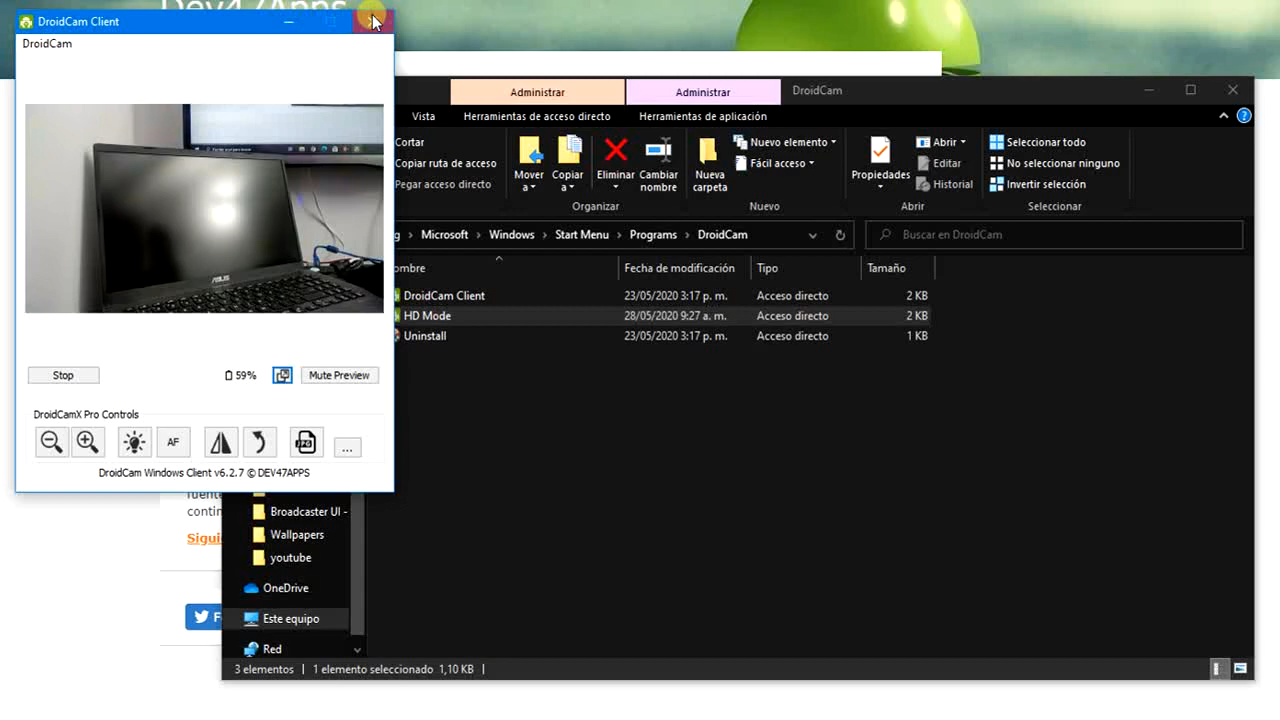 Dev47Apps
DroidCam Client
DroidCam
ASUS
Stop
59%
Mute Preview
DroidCamX Pro Controls
AF
JPG
...
DroidCam Windows Client v6.2.7 © DEV47APPS
Administrar
Administrar
DroidCam
Vista
Herramientas de acceso directo
Herramientas de aplicación
Cortar
Copiar ruta de acceso
Pegar acceso directo
Mover a
Copiar a
Eliminar
Cambiar nombre
Organizar
Nueva carpeta
Nuevo elemento
Fácil acceso
Nuevo
Propiedades
Abrir
Editar
Historial
Abrir
Seleccionar todo
No seleccionar ninguno
Invertir selección
Seleccionar
g > Microsoft > Windows > Start Menu > Programs > DroidCam
Buscar en DroidCam
ombre Fecha de modificación Tipo Tamaño
DroidCam Client 23/05/2020 3:17 p. m. Acceso directo 2 KB
HD Mode 28/05/2020 9:27 a. m. Acceso directo 2 KB
Uninstall 23/05/2020 3:17 p. m. Acceso directo 1 KB
fuente
contin
Sigui
F
Broadcaster UI -
Wallpapers
youtube
OneDrive
Este equipo
Red
3 elementos | 1 elemento seleccionado 1,10 KB |